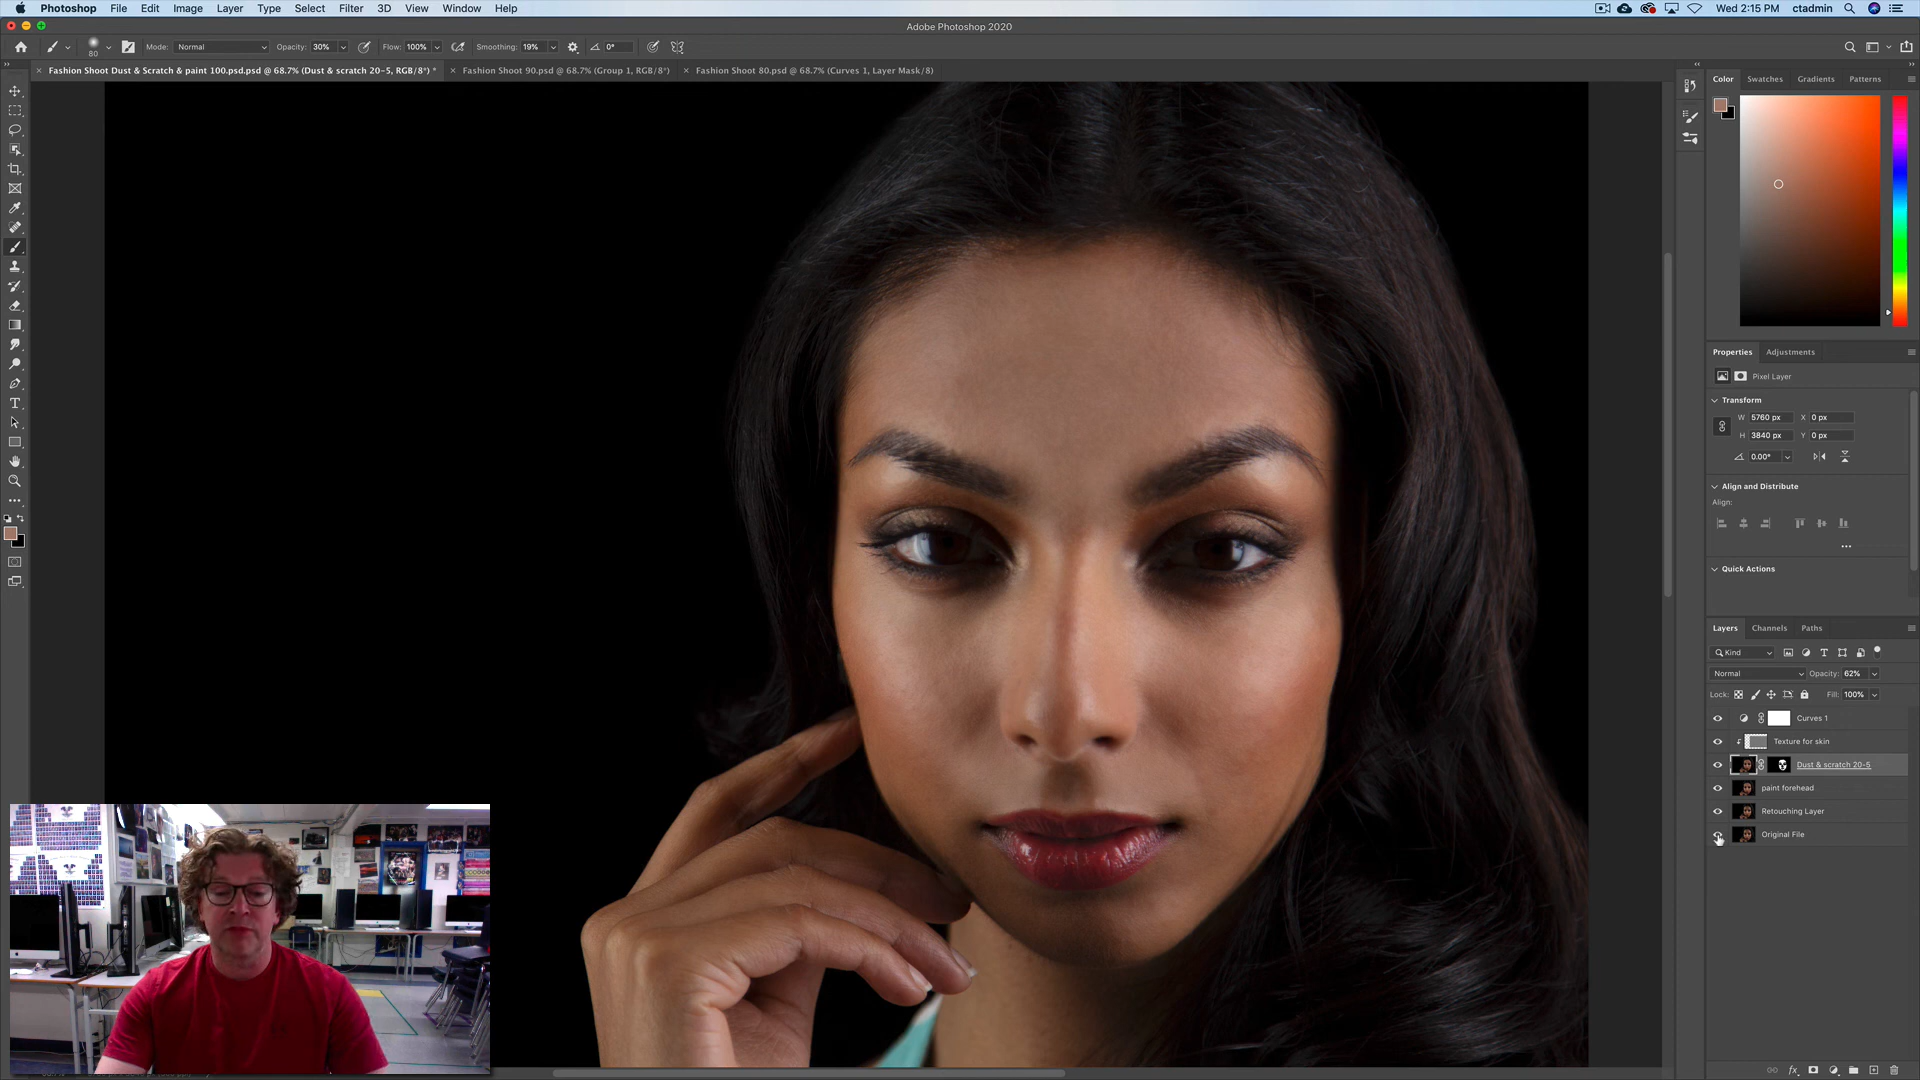 Photoshop File Edit Image Layer Type Select Filter 3D View Window Help Wed 2:15 PM ctadmin
Adobe Photoshop 2020
80 Mode: Normal Opacity: 30% Flow: 100% Smoothing: 19% 0°
Fashion Shoot Dust & Scratch & paint 100.psd.psd @ 68.7% (Dust & scratch 20-5, RGB/8*) * Fashion Shoot 90.psd @ 68.7% (Group 1, RGB/8*) Fashion Shoot 80.psd @ 68.7% (Curves 1, Layer Mask/8)
Color Swatches Gradients Patterns
Properties Adjustments
Pixel Layer
Transform
W 5760 px X 0 px
H 3840 px Y 0 px
0.00°
Align and Distribute
Align:
Quick Actions
Layers Channels Paths
Kind
Normal Opacity: 62%
Lock: Fill: 100%
Curves 1
Texture for skin
Dust & scratch 20-5
paint forehead
Retouching Layer
Original File